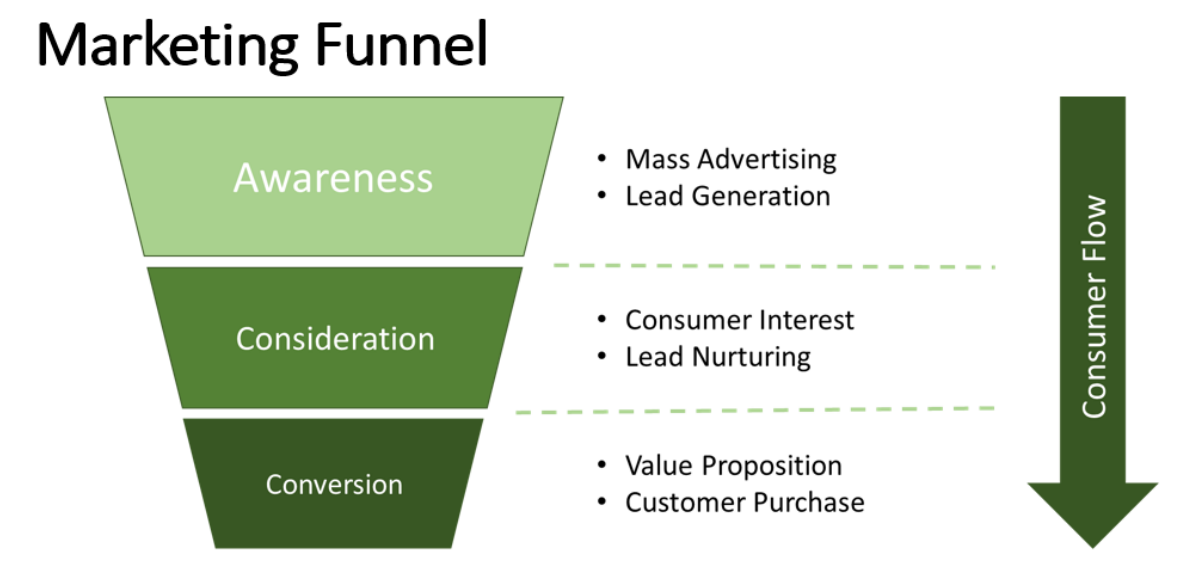 Marketing Funnel
Awareness
• Mass Advertising
• Lead Generation
Consideration
• Consumer Interest
• Lead Nurturing
Conversion
• Value Proposition
• Customer Purchase
Consumer Flow